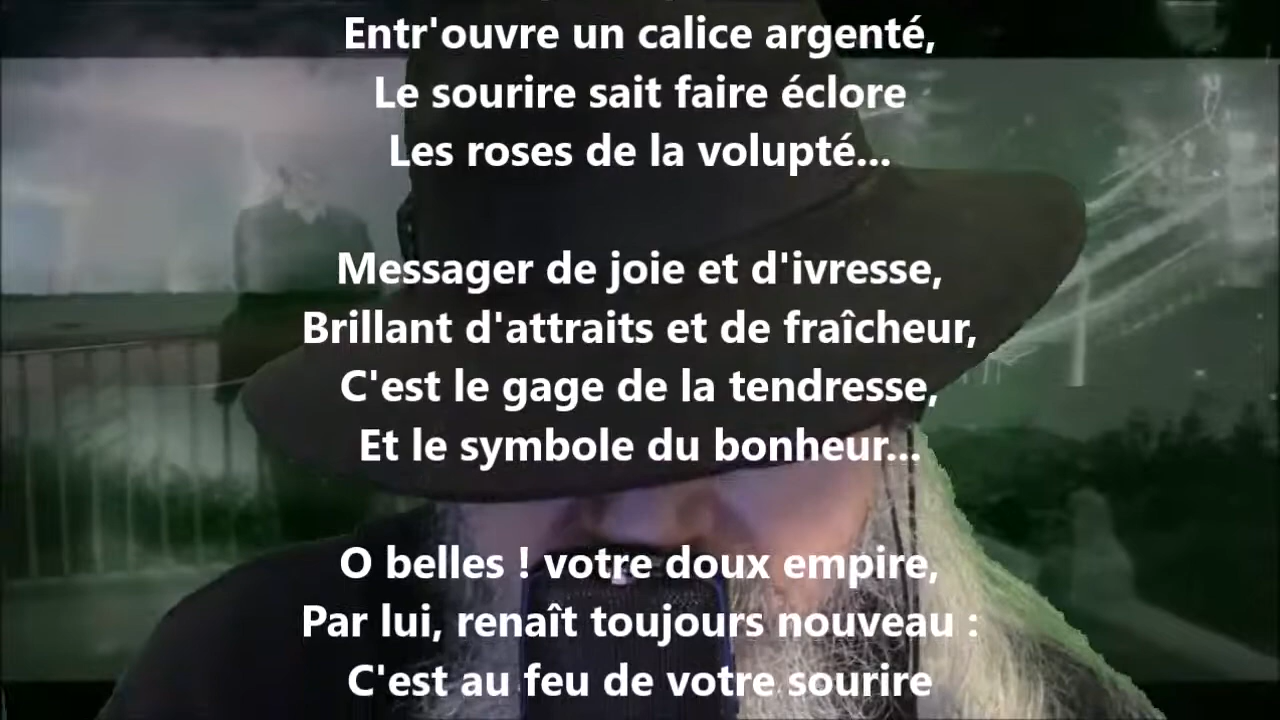 Entr'ouvre un calice argenté,
Le sourire sait faire éclore
Les roses de la volupté...
Messager de joie et d'ivresse,
Brillant d'attraits et de fraîcheur,
C'est le gage de la tendresse,
Et le symbole du bonheur...
O belles ! votre doux empire,
Par lui, renaît toujours nouveau :
C'est au feu de votre sourire